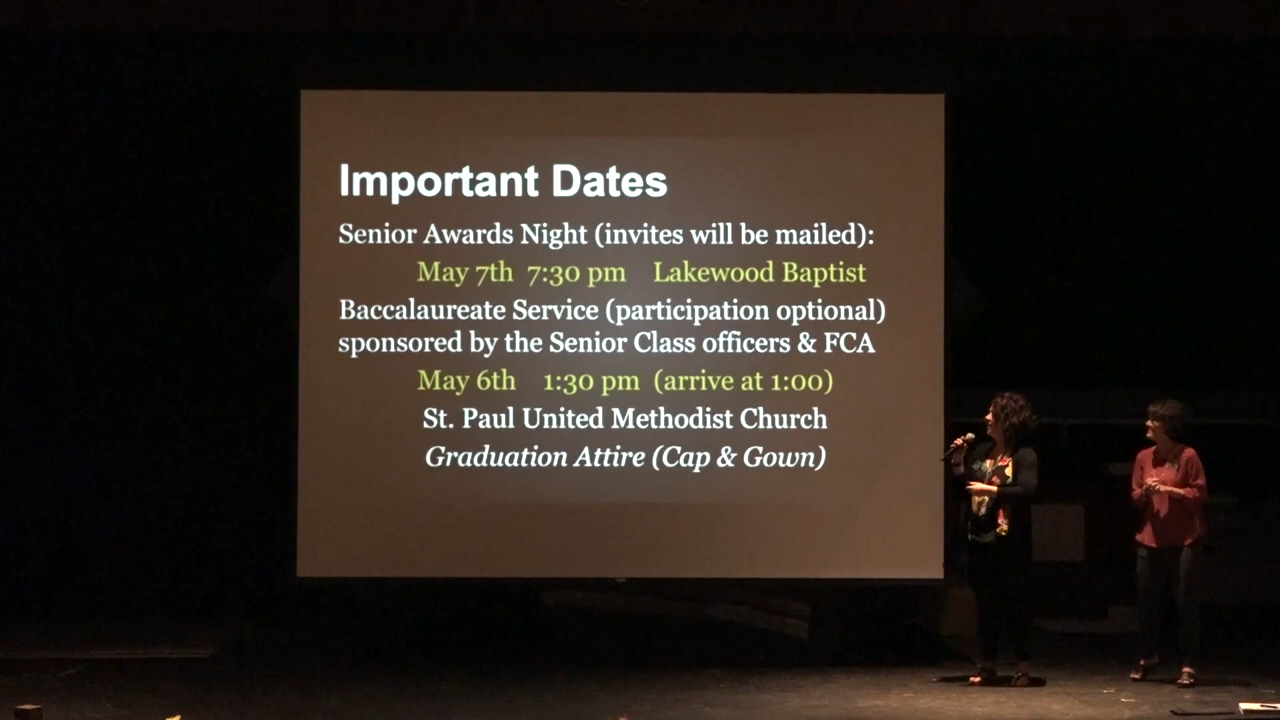 Important Dates
Senior Awards Night (invites will be mailed):
May 7th 7:30 pm Lakewood Baptist
Baccalaureate Service (participation optional)
sponsored by the Senior Class officers & FCA
May 6th 1:30 pm (arrive at 1:00)
St. Paul United Methodist Church
Graduation Attire (Cap & Gown)